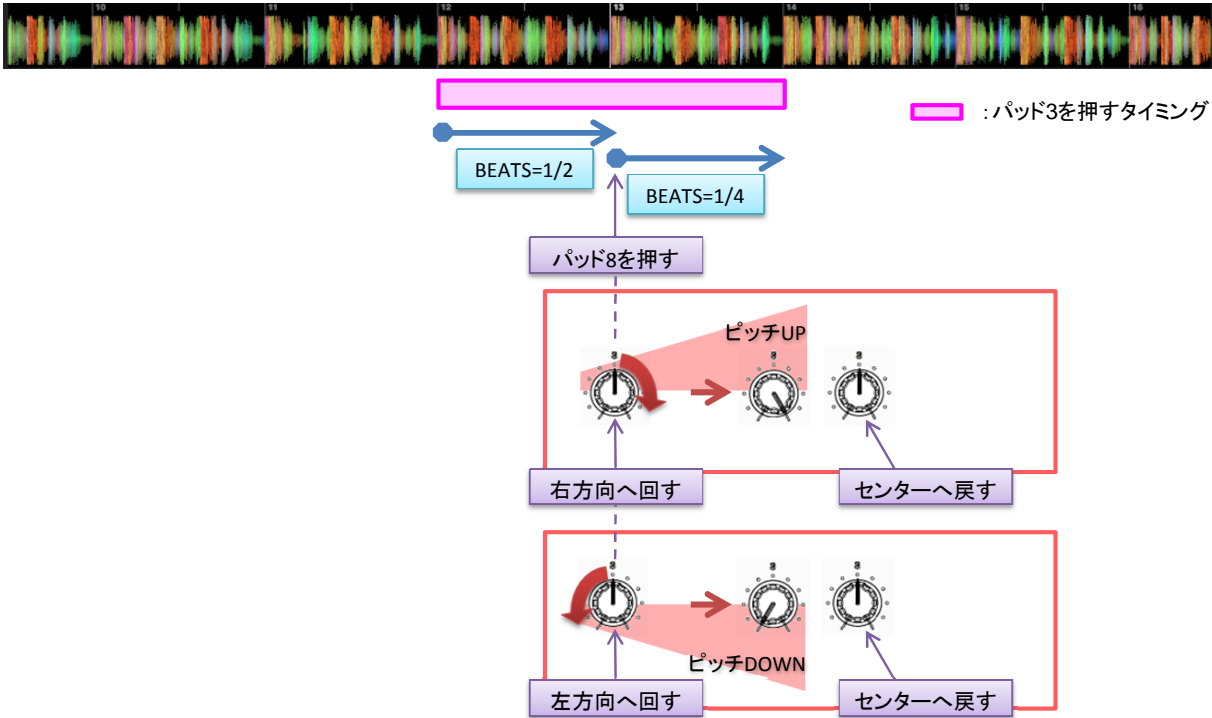 10 11 12 13 14 15 16
：パッド3を押すタイミング
BEATS=1/2
BEATS=1/4
パッド8を押す
ピッチUP
右方向へ回す
センターへ戻す
ピッチDOWN
左方向へ回す
センターへ戻す